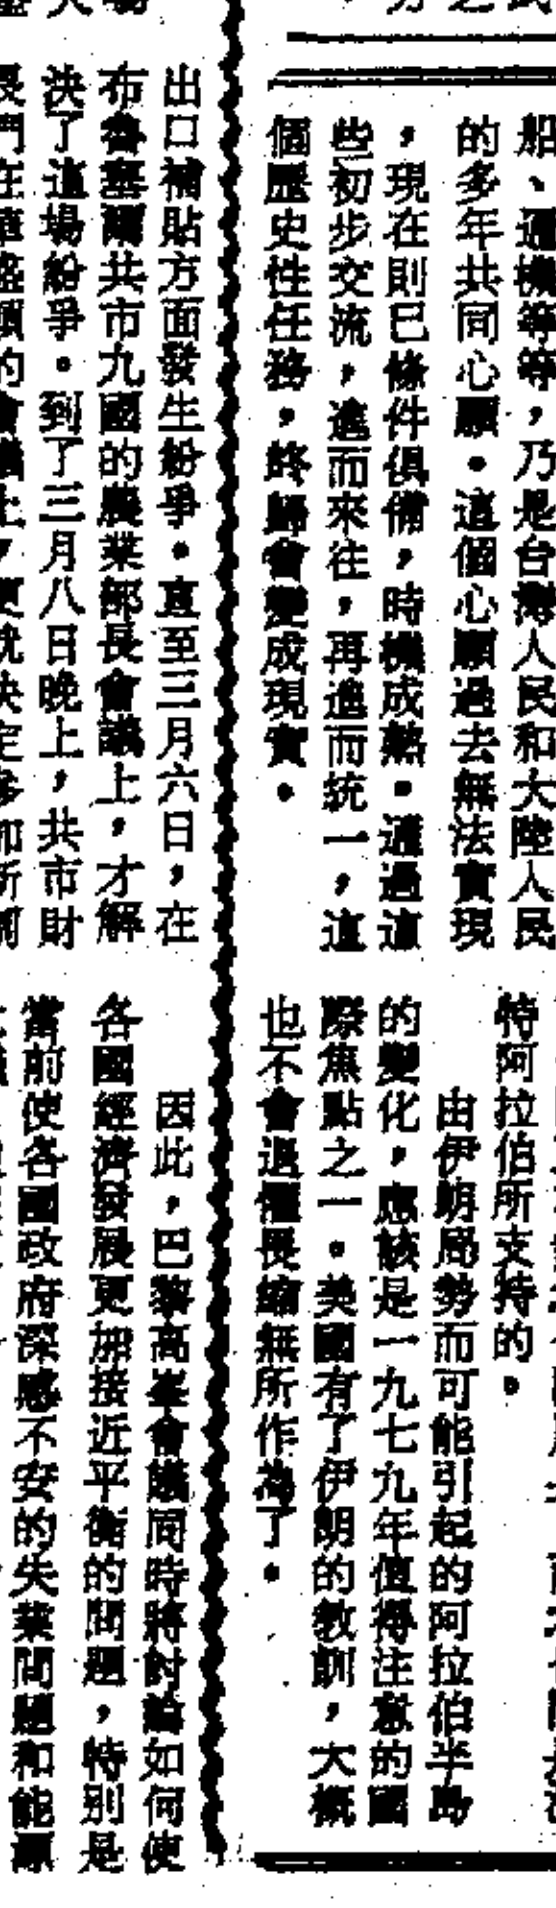 船、通機等等，乃是台灣人民和大陸人民
的多年共同心願。這個心願過去無法實現
，現在則已條件俱備，時機成熟。通過這
些初步交流，進而來往，再進而統一，這
個歷史性任務，終歸會變成現實。
特阿拉伯所支持的。
由伊朗局勢而可能引起的阿拉伯半島
的變化，應該是一九七九年值得注意的國
際焦點之一。美國有了伊朗的教訓，大概
也不會退懼畏縮無所作為了。
出口補貼方面發生紛爭。直至三月六日，在
布魯塞爾共市九國的農業部長會議上，才解
決了這場紛爭。到了三月八日晚上，共市財
因此，巴黎高峯會議同時將討論如何使
各國經濟發展更加接近平衡的問題，特別是
當前使各國政府深感不安的失業問題和能源